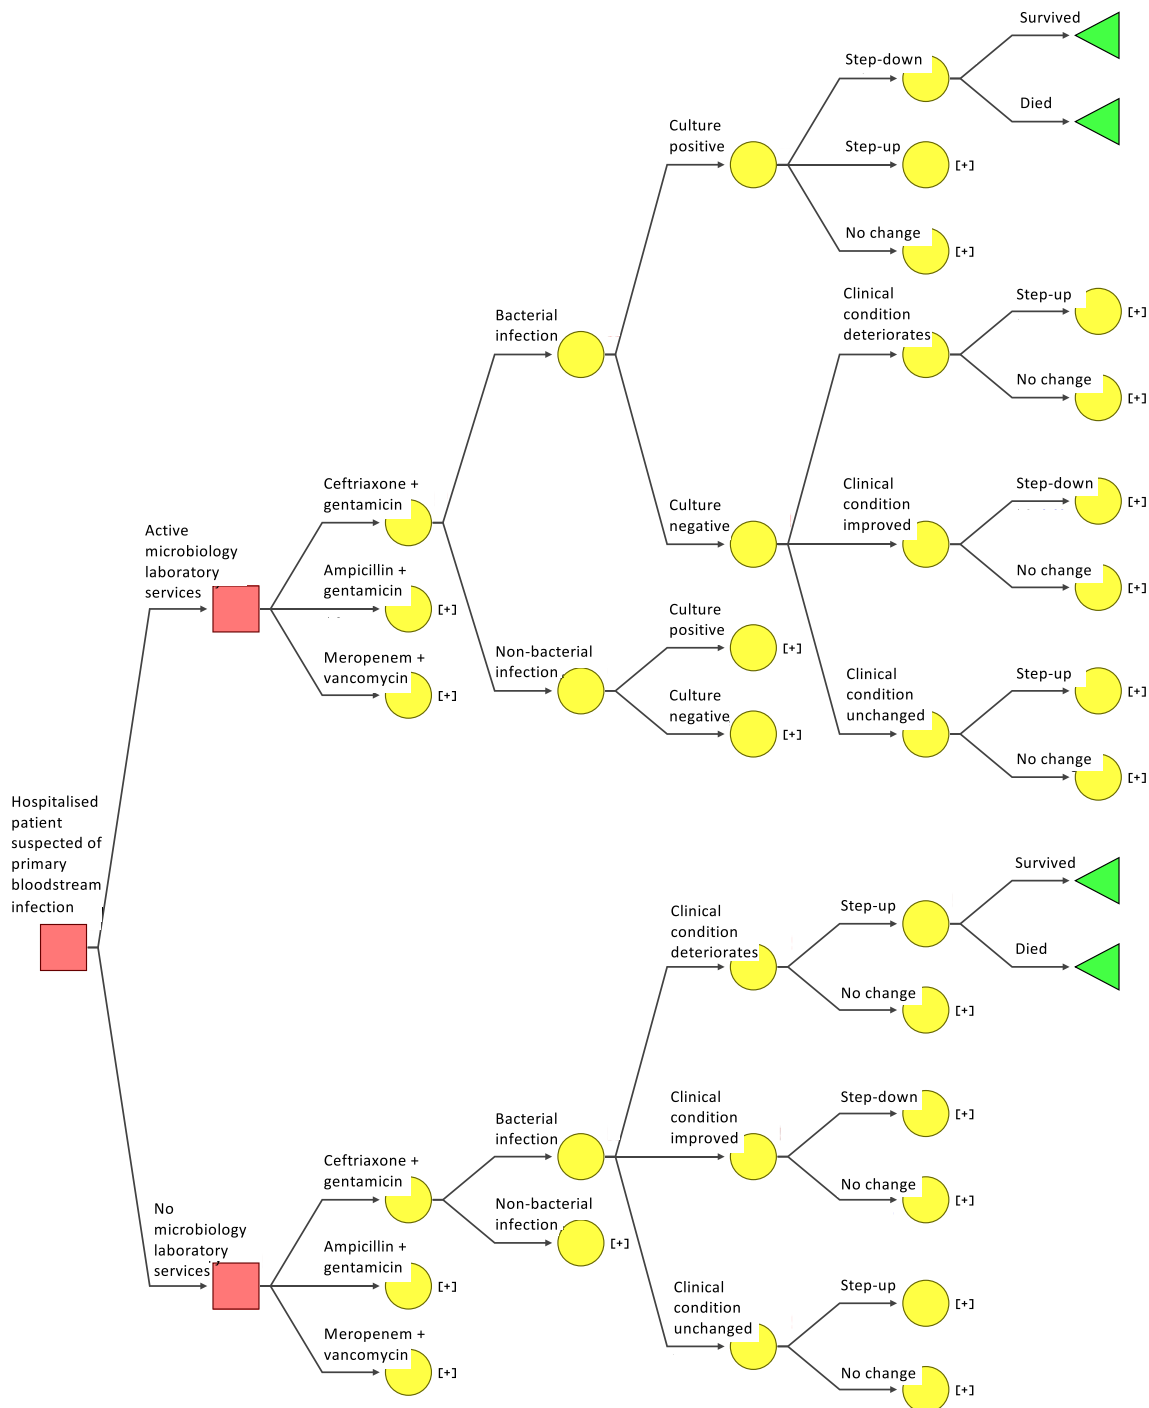 Survived
Step-down
Died
Culture
positive
Step-up
[+]
No change
[+]
Clinical
condition
deteriorates
Step-up
[+]
No change
[+]
Bacterial
infection
Ceftriaxone +
gentamicin
Culture
negative
Clinical
condition
improved
Step-down
[+]
No change
[+]
Active
microbiology
laboratory
services
Ampicillin +
gentamicin
[+]
Meropenem +
vancomycin
[+]
Non-bacterial
infection
Culture
positive
[+]
Culture
negative
[+]
Clinical
condition
unchanged
Step-up
[+]
No change
[+]
Hospitalised
patient
suspected of
primary
bloodstream
infection
Clinical
condition
deteriorates
Step-up
Survived
Died
No change
[+]
Bacterial
infection
Clinical
condition
improved
Step-down
[+]
No change
[+]
Ceftriaxone +
gentamicin
Non-bacterial
infection
[+]
No
microbiology
laboratory
services
Ampicillin +
gentamicin
[+]
Meropenem +
vancomycin
[+]
Clinical
condition
unchanged
Step-up
[+]
No change
[+]